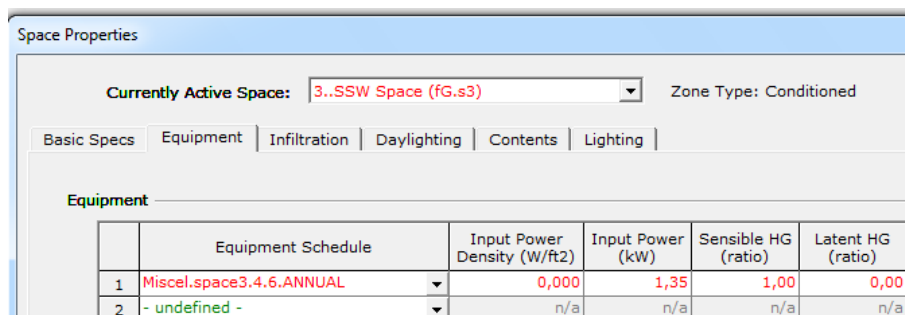 Space Properties
Currently Active Space: 3..SSW Space (fG.s3) Zone Type: Conditioned
Basic Specs Equipment Infiltration Daylighting Contents Lighting
Equipment
Equipment Schedule Input Power Density (W/ft2) Input Power (kW) Sensible HG (ratio) Latent HG (ratio)
1 Miscel.space3.4.6.ANNUAL 0,000 1,35 1,00 0,00
2 - undefined - n/a n/a n/a n/a